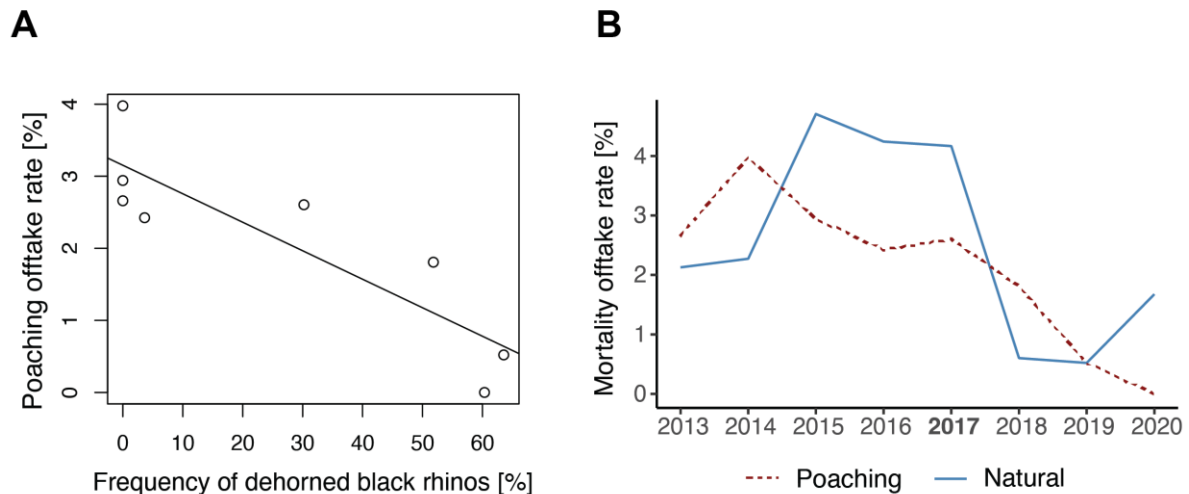 A
B
Poaching offtake rate [%]
4
3
2
1
0
0 10 20 30 40 50 60
Frequency of dehorned black rhinos [%]
Mortality offtake rate [%]
4
3
2
1
0
2013 2014 2015 2016 2017 2018 2019 2020
Poaching Natural